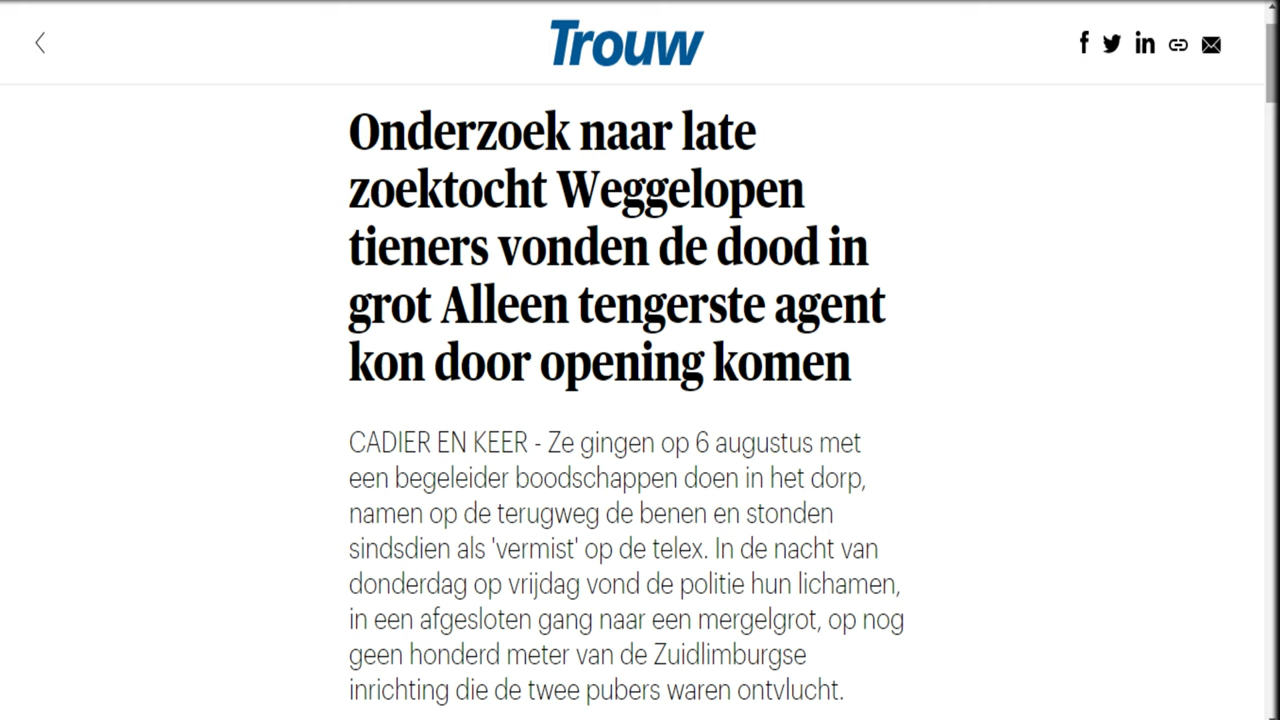 Trouw
Onderzoek naar late
zoektocht Weggelopen
tieners vonden de dood in
grot Alleen tengerste agent
kon door opening komen
CADIER EN KEER - Ze gingen op 6 augustus met
een begeleider boodschappen doen in het dorp,
namen op de terugweg de benen en stonden
sindsdien als 'vermist' op de telex. In de nacht van
donderdag op vrijdag vond de politie hun lichamen,
in een afgesloten gang naar een mergelgrot, op nog
geen honderd meter van de Zuidlimburgse
inrichting die de twee pubers waren ontvlucht.